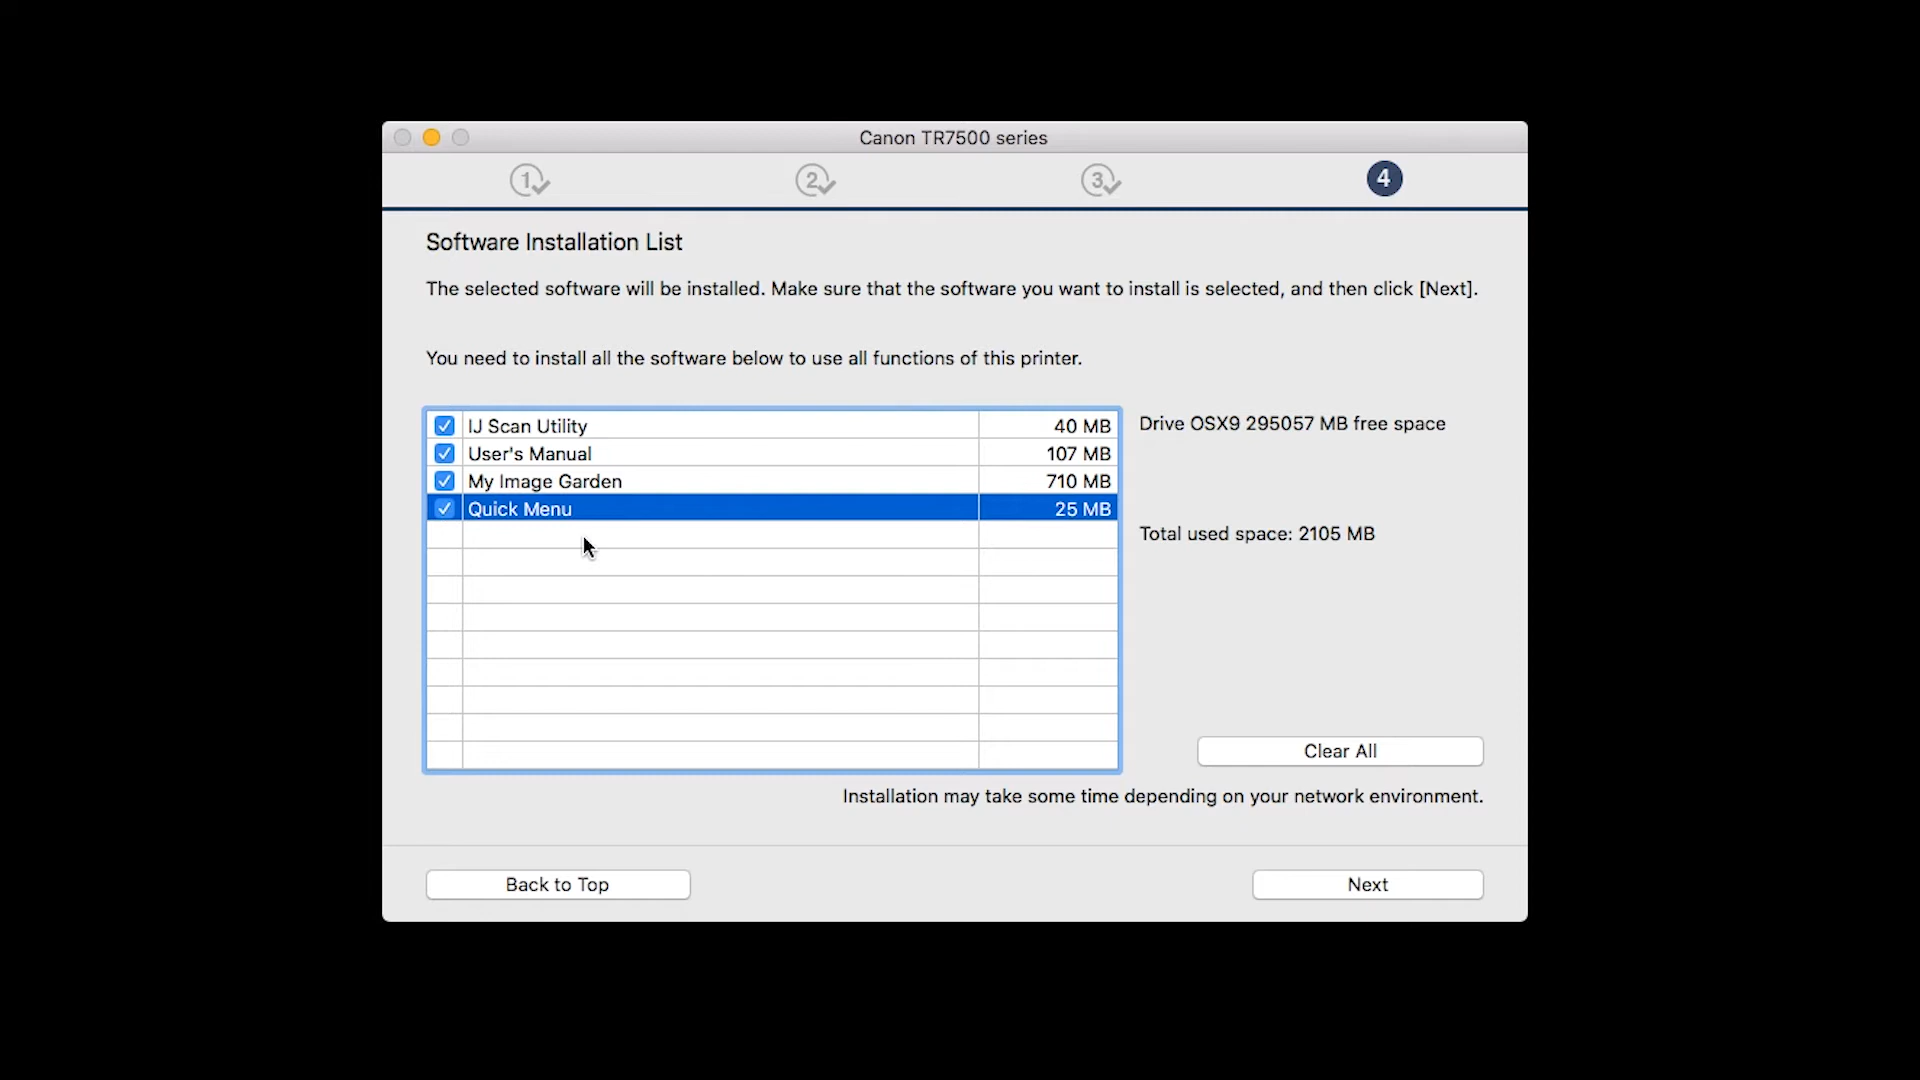 Canon TR7500 series
1 2 3 4
Software Installation List
The selected software will be installed. Make sure that the software you want to install is selected, and then click [Next].
You need to install all the software below to use all functions of this printer.
IJ Scan Utility 40 MB
User's Manual 107 MB
My Image Garden 710 MB
Quick Menu 25 MB
Drive OSX9 295057 MB free space
Total used space: 2105 MB
Clear All
Installation may take some time depending on your network environment.
Back to Top
Next